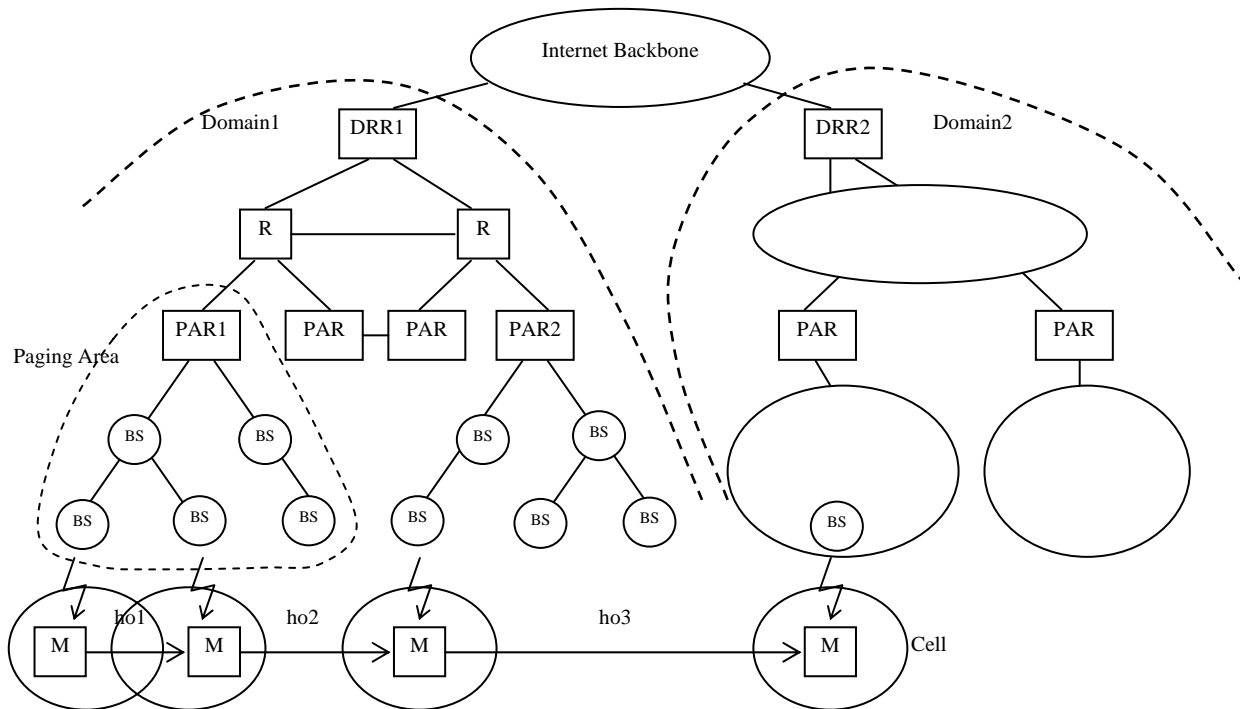 Internet Backbone
Domain1
DRR1
DRR2
Domain2
R
R
PAR1
PAR
PAR
PAR2
PAR
PAR
Paging Area
BS
BS
BS
BS
BS
BS
BS
BS
BS
BS
BS
ho1
ho2
ho3
M
M
M
M
Cell